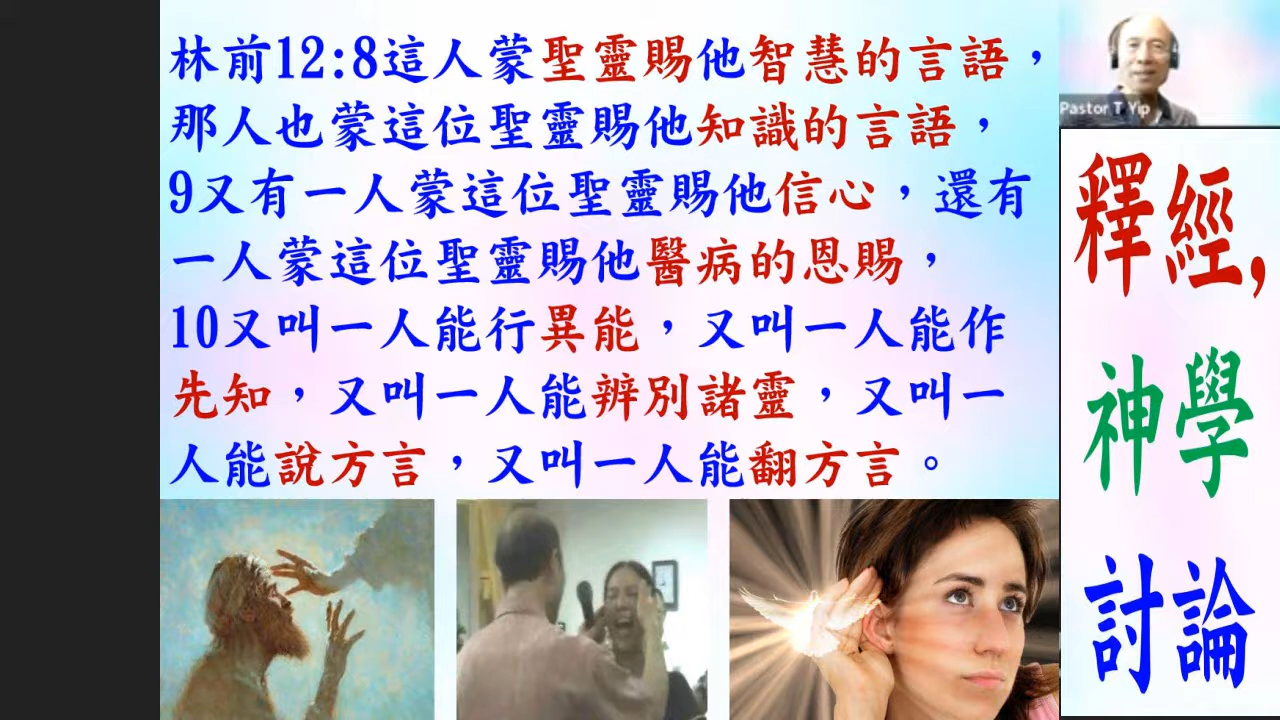 林前12:8這人蒙聖靈賜他智慧的言語，
那人也蒙這位聖靈賜他知識的言語，
9又有一人蒙這位聖靈賜他信心，還有
一人蒙這位聖靈賜他醫病的恩賜，
10又叫一人能行異能，又叫一人能作
先知，又叫一人能辨別諸靈，又叫一
人能說方言，又叫一人能翻方言。
Pastor T Yip
釋經,
神學
討論